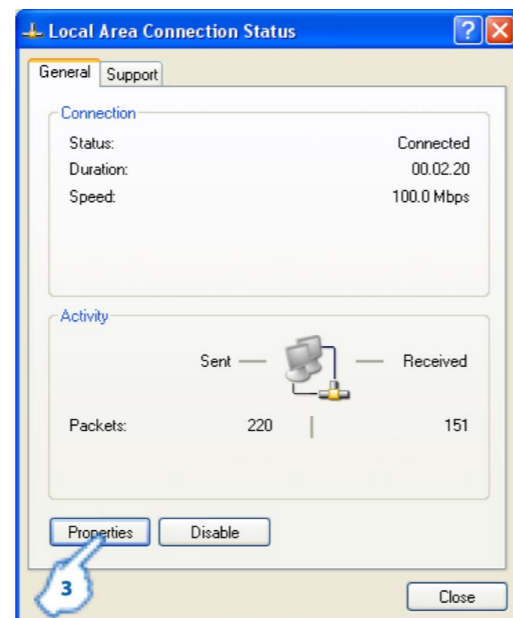 Local Area Connection Status
General Support
Connection
Status: Connected
Duration: 00.02.20
Speed: 100.0 Mbps
Activity
Sent Received
Packets: 220 151
Properties Disable
3
Close